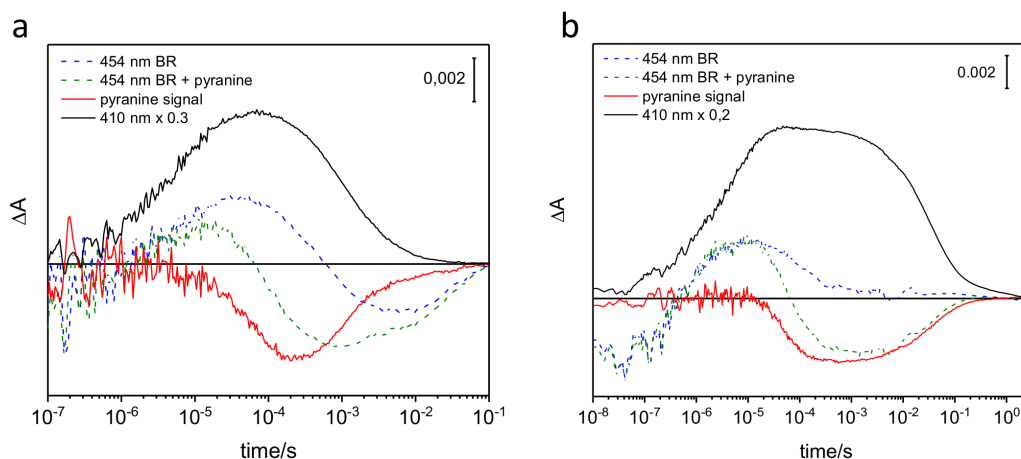 a
454 nm BR
454 nm BR + pyranine
pyranine signal
410 nm x 0.3
0,002
ΔA
10⁻⁷ 10⁻⁶ 10⁻⁵ 10⁻⁴ 10⁻³ 10⁻² 10⁻¹
time/s
b
454 nm BR
454 nm BR + pyranine
pyranine signal
410 nm x 0,2
0.002
ΔA
10⁻⁸ 10⁻⁷ 10⁻⁶ 10⁻⁵ 10⁻⁴ 10⁻³ 10⁻² 10⁻¹ 10⁰
time/s